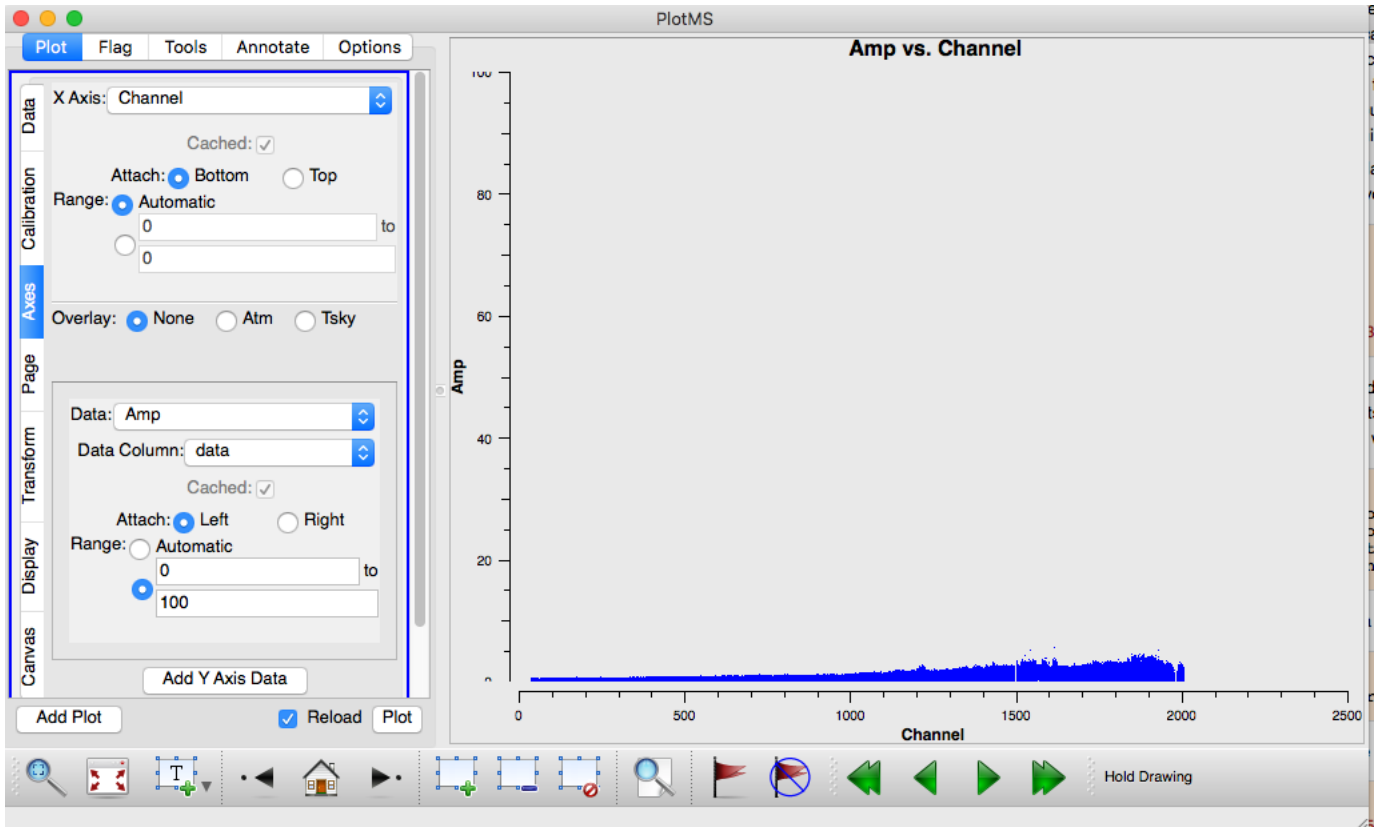 PlotMS
Plot Flag Tools Annotate Options
Data
Calibration
Axes
Page
Transform
Display
Canvas
X Axis: Channel
Cached:
Attach: Bottom Top
Range: Automatic
0 to
0
Overlay: None Atm Tsky
Data: Amp
Data Column: data
Cached:
Attach: Left Right
Range: Automatic
0 to
100
Add Y Axis Data
Add Plot Reload Plot
Amp vs. Channel
100
80
60
40
20
0
Amp
0 500 1000 1500 2000 2500
Channel
T
Hold Drawing